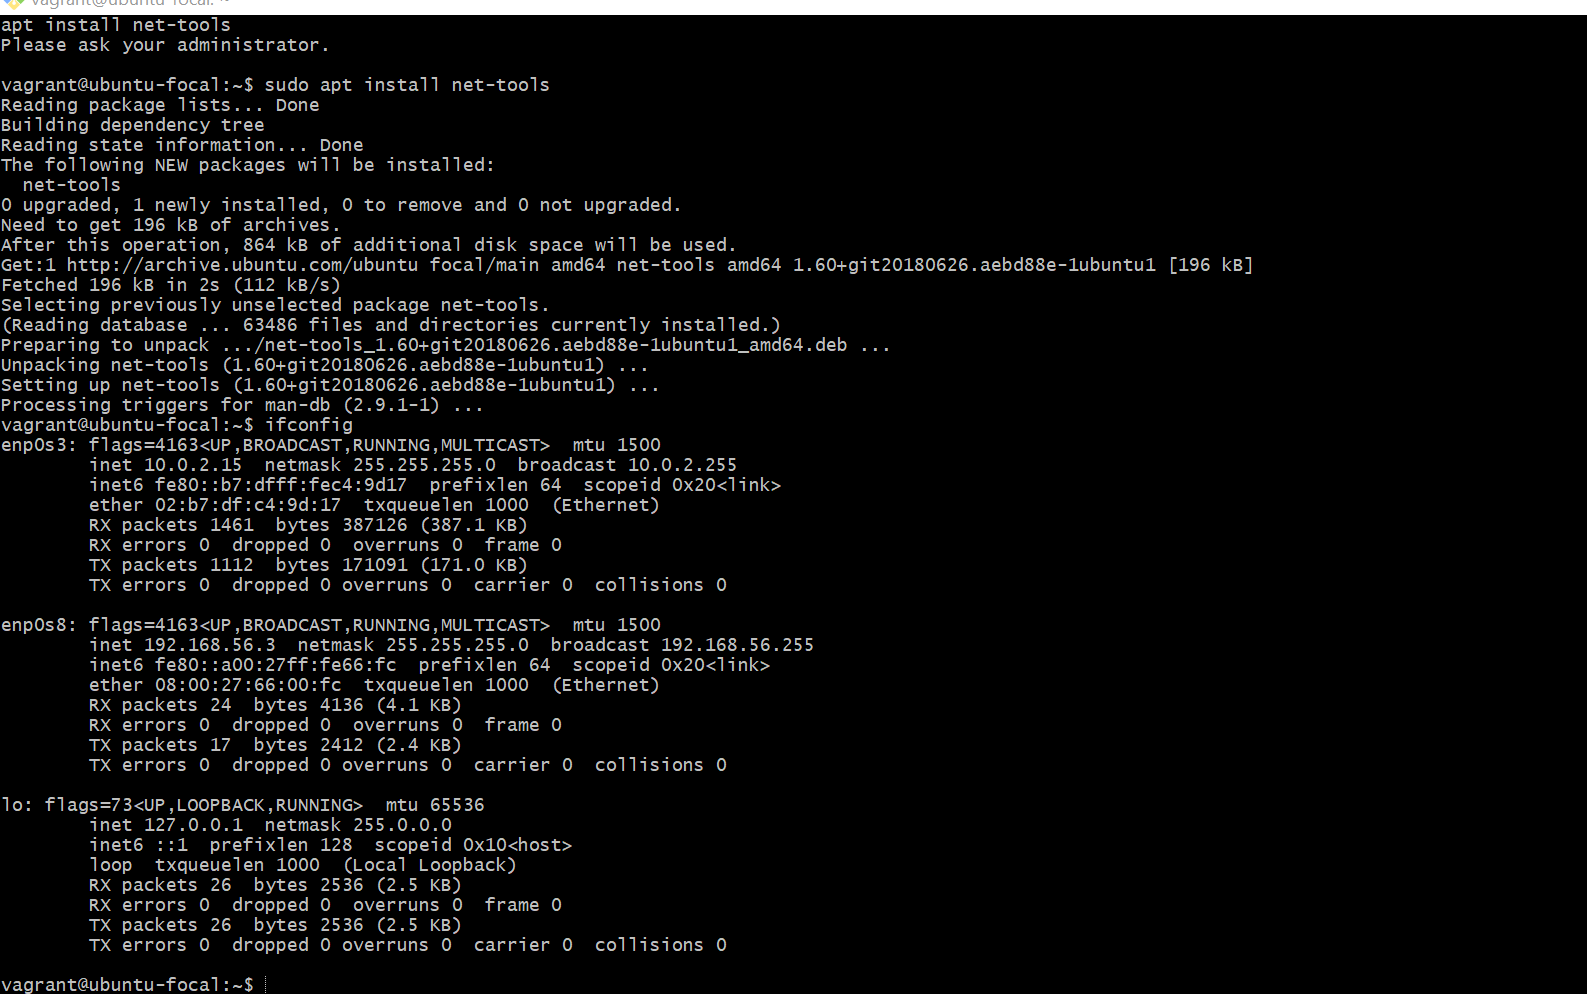 vagrant@ubuntu-focal: ~
apt install net-tools
Please ask your administrator.

vagrant@ubuntu-focal:~$ sudo apt install net-tools
Reading package lists... Done
Building dependency tree
Reading state information... Done
The following NEW packages will be installed:
  net-tools
0 upgraded, 1 newly installed, 0 to remove and 0 not upgraded.
Need to get 196 kB of archives.
After this operation, 864 kB of additional disk space will be used.
Get:1 http://archive.ubuntu.com/ubuntu focal/main amd64 net-tools amd64 1.60+git20180626.aebd88e-1ubuntu1 [196 kB]
Fetched 196 kB in 2s (112 kB/s)
Selecting previously unselected package net-tools.
(Reading database ... 63486 files and directories currently installed.)
Preparing to unpack .../net-tools_1.60+git20180626.aebd88e-1ubuntu1_amd64.deb ...
Unpacking net-tools (1.60+git20180626.aebd88e-1ubuntu1) ...
Setting up net-tools (1.60+git20180626.aebd88e-1ubuntu1) ...
Processing triggers for man-db (2.9.1-1) ...
vagrant@ubuntu-focal:~$ ifconfig
enp0s3: flags=4163<UP,BROADCAST,RUNNING,MULTICAST>  mtu 1500
        inet 10.0.2.15  netmask 255.255.255.0  broadcast 10.0.2.255
        inet6 fe80::b7:dfff:fec4:9d17  prefixlen 64  scopeid 0x20<link>
        ether 02:b7:df:c4:9d:17  txqueuelen 1000  (Ethernet)
        RX packets 1461  bytes 387126 (387.1 KB)
        RX errors 0  dropped 0  overruns 0  frame 0
        TX packets 1112  bytes 171091 (171.0 KB)
        TX errors 0  dropped 0 overruns 0  carrier 0  collisions 0

enp0s8: flags=4163<UP,BROADCAST,RUNNING,MULTICAST>  mtu 1500
        inet 192.168.56.3  netmask 255.255.255.0  broadcast 192.168.56.255
        inet6 fe80::a00:27ff:fe66:fc  prefixlen 64  scopeid 0x20<link>
        ether 08:00:27:66:00:fc  txqueuelen 1000  (Ethernet)
        RX packets 24  bytes 4136 (4.1 KB)
        RX errors 0  dropped 0  overruns 0  frame 0
        TX packets 17  bytes 2412 (2.4 KB)
        TX errors 0  dropped 0 overruns 0  carrier 0  collisions 0

lo: flags=73<UP,LOOPBACK,RUNNING>  mtu 65536
        inet 127.0.0.1  netmask 255.0.0.0
        inet6 ::1  prefixlen 128  scopeid 0x10<host>
        loop  txqueuelen 1000  (Local Loopback)
        RX packets 26  bytes 2536 (2.5 KB)
        RX errors 0  dropped 0  overruns 0  frame 0
        TX packets 26  bytes 2536 (2.5 KB)
        TX errors 0  dropped 0 overruns 0  carrier 0  collisions 0

vagrant@ubuntu-focal:~$